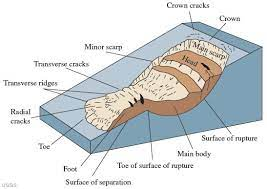 Crown cracks
Crown
Minor scarp
Main scarp
Head
Transverse cracks
Transverse ridges
Radial
cracks
Toe
Surface of rupture
Main body
Foot
Toe of surface of rupture
Surface of separation
USGS